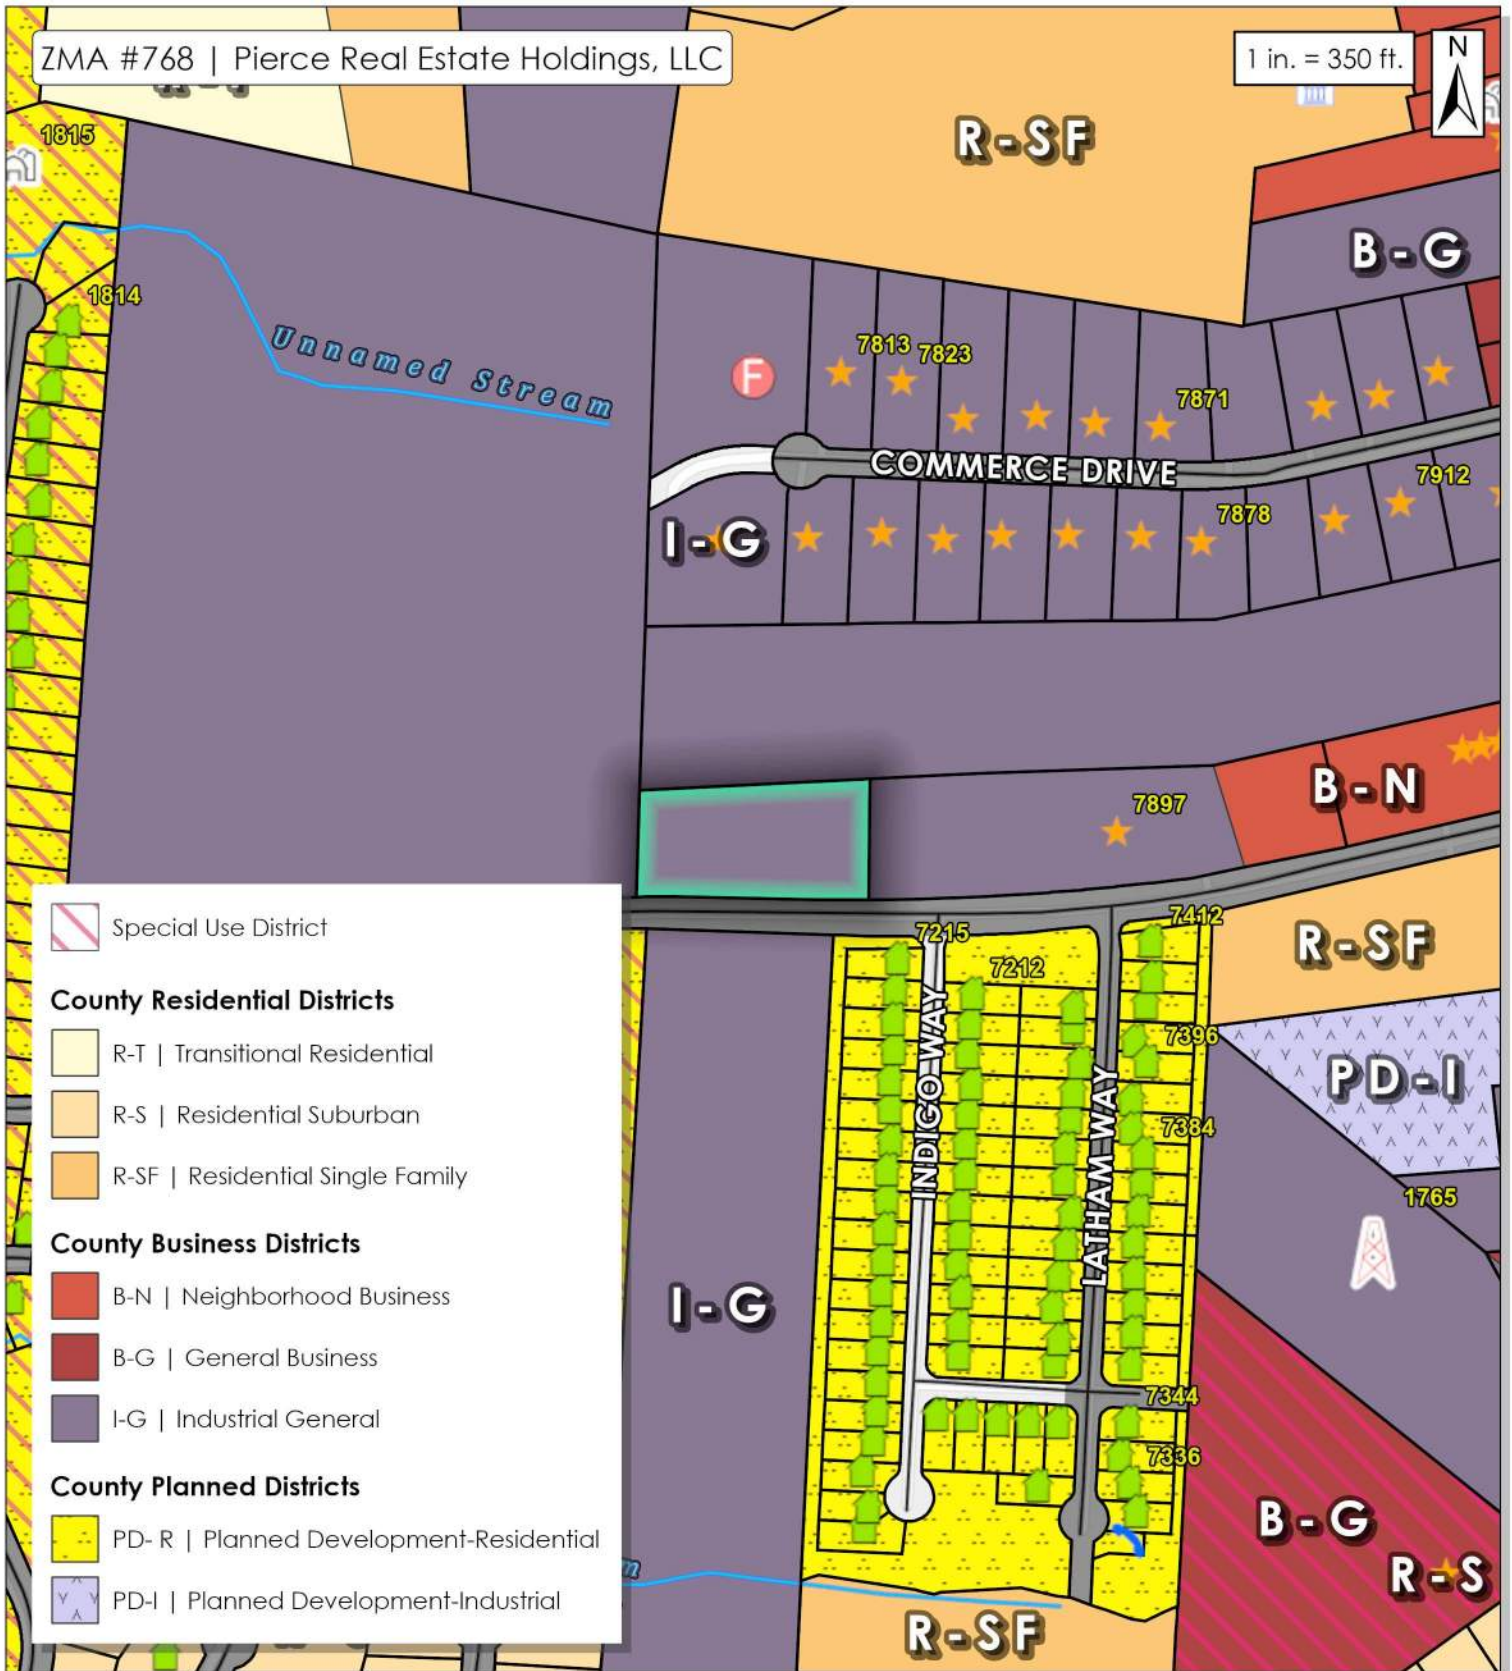 ZMA #768 | Pierce Real Estate Holdings, LLC
1 in. = 350 ft.
N
R-SF
1815
B-G
1814
Unnamed Stream
7813
7823
F
7871
COMMERCE DRIVE
7912
7878
I-G
B-N
7897
7412
7215
R-SF
7212
7396
PD-I
INDIGO WAY
LATHAM WAY
7384
1765
I-G
7344
7336
B-G
R-S
R-SF
Special Use District
County Residential Districts
R-T | Transitional Residential
R-S | Residential Suburban
R-SF | Residential Single Family
County Business Districts
B-N | Neighborhood Business
B-G | General Business
I-G | Industrial General
County Planned Districts
PD- R | Planned Development-Residential
PD-I | Planned Development-Industrial